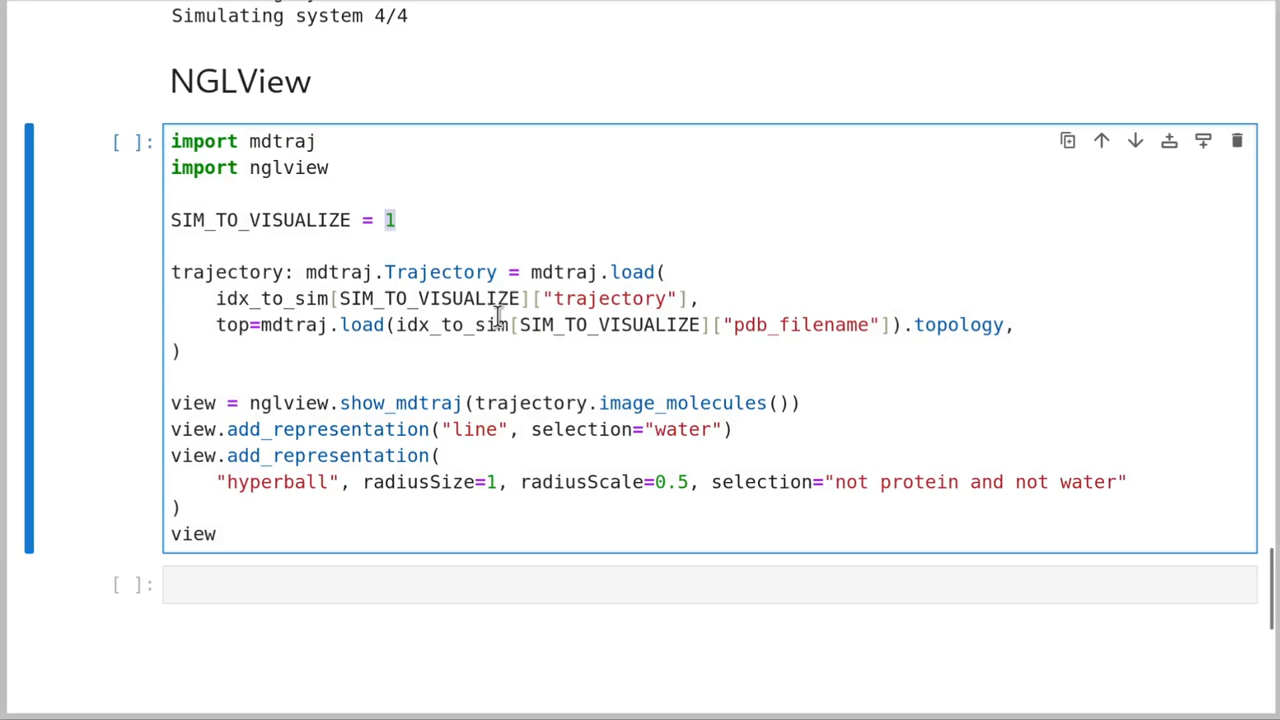 Simulating system 4/4
NGLView
[ ]:
import mdtraj
import nglview
SIM_TO_VISUALIZE = 1
trajectory: mdtraj.Trajectory = mdtraj.load(
idx_to_sim[SIM_TO_VISUALIZE]["trajectory"],
top=mdtraj.load(idx_to_sim[SIM_TO_VISUALIZE]["pdb_filename"]).topology,
)
view = nglview.show_mdtraj(trajectory.image_molecules())
view.add_representation("line", selection="water")
view.add_representation(
"hyperball", radiusSize=1, radiusScale=0.5, selection="not protein and not water"
)
view
[ ]: